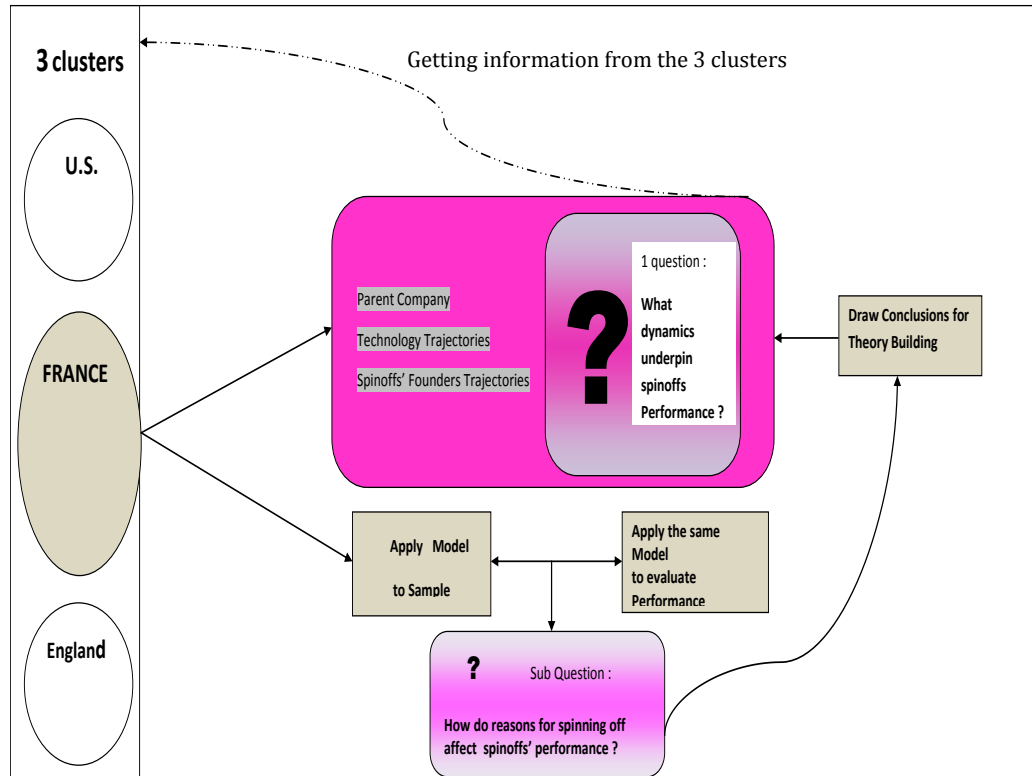 3 clusters
U.S.
FRANCE
England
Getting information from the 3 clusters
Parent Company
Technology Trajectories
Spinoffs’ Founders Trajectories
?
1 question :
What
dynamics
underpin
spinoffs
Performance ?
Draw Conclusions for
Theory Building
Apply Model
to Sample
Apply the same
Model
to evaluate
Performance
? Sub Question :
How do reasons for spinning off
affect spinoffs’ performance ?